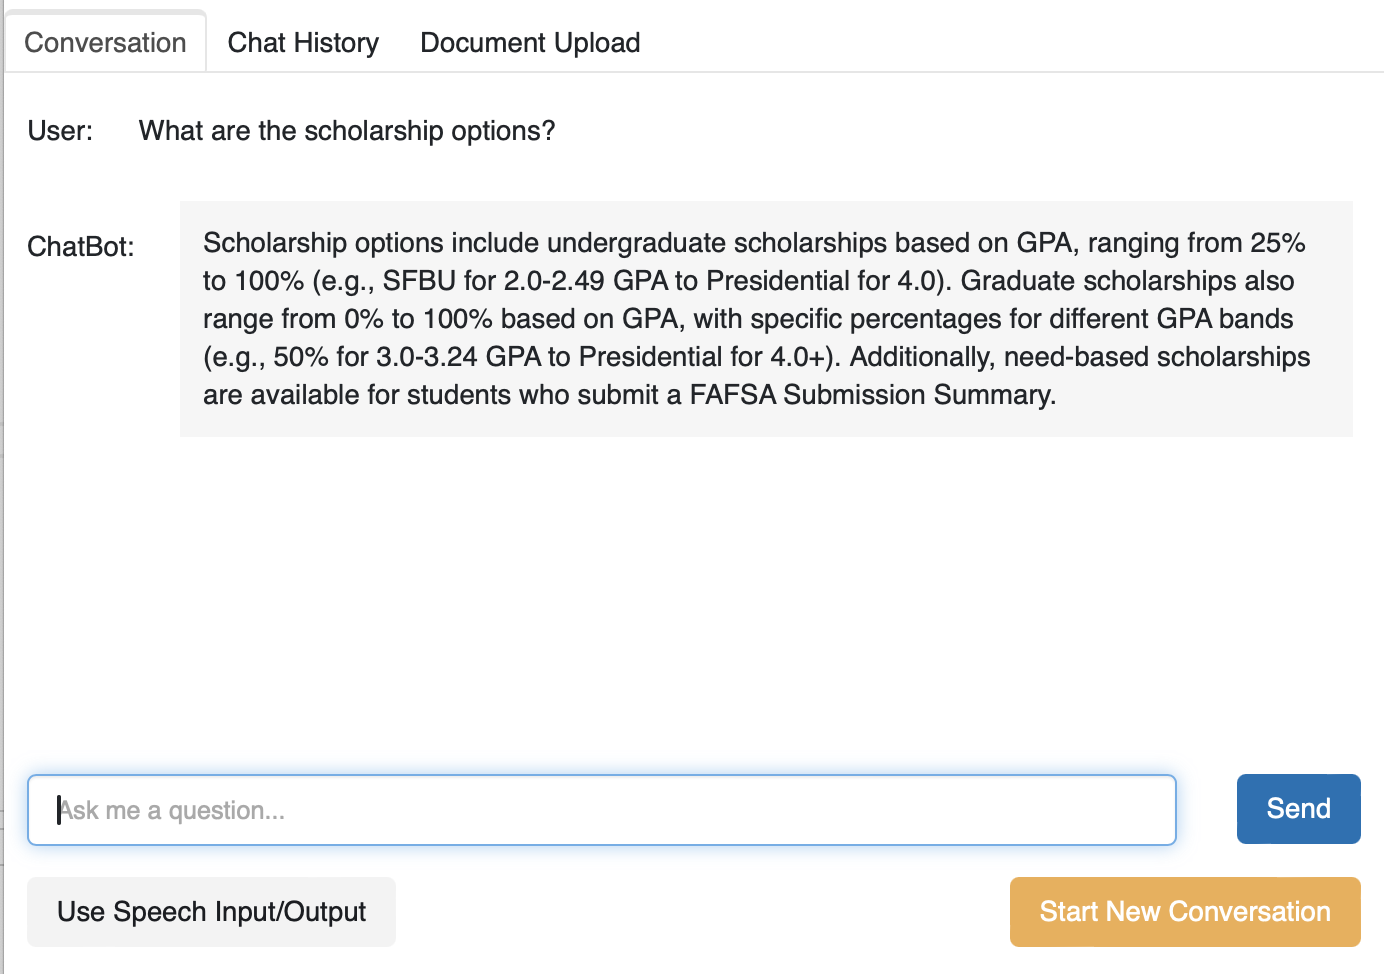 Conversation Chat History Document Upload
User: What are the scholarship options?
ChatBot: Scholarship options include undergraduate scholarships based on GPA, ranging from 25%
to 100% (e.g., SFBU for 2.0-2.49 GPA to Presidential for 4.0). Graduate scholarships also
range from 0% to 100% based on GPA, with specific percentages for different GPA bands
(e.g., 50% for 3.0-3.24 GPA to Presidential for 4.0+). Additionally, need-based scholarships
are available for students who submit a FAFSA Submission Summary.
Ask me a question... Send
Use Speech Input/Output Start New Conversation